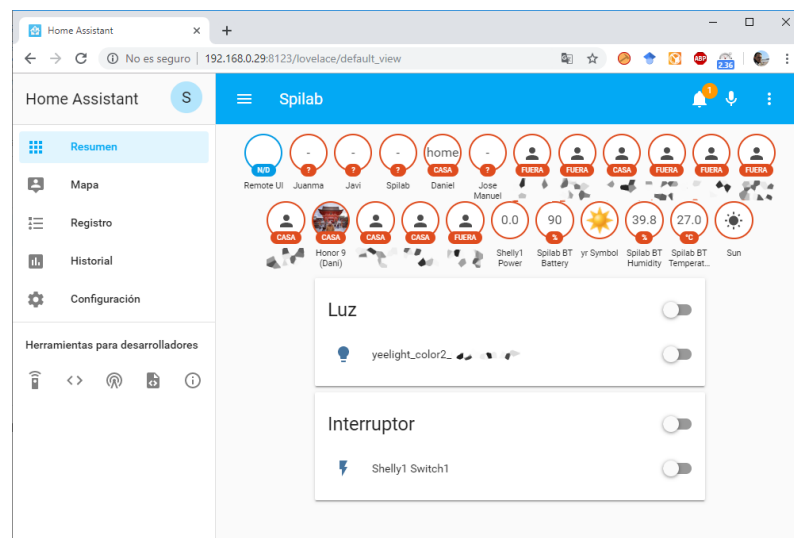 Home Assistant
No es seguro | 192.168.0.29:8123/lovelace/default_view
ABP
2.36
Home Assistant
S
Spilab
1
Resumen
Mapa
Registro
Historial
Configuración
Herramientas para desarrolladores
- - - home -
N/D ? ? ? CASA ? FUERA FUERA CASA FUERA FUERA FUERA
Remote UI Juanma Javi Spilab Daniel Jose Manuel
0.0 90 39.8 27.0
CASA CASA CASA CASA FUERA % % °C
Honor 9 (Dani) Shelly1 Power Spilab BT Battery yr Symbol Spilab BT Humidity Spilab BT Temperat... Sun
Luz
yeelight_color2_
Interruptor
Shelly1 Switch1